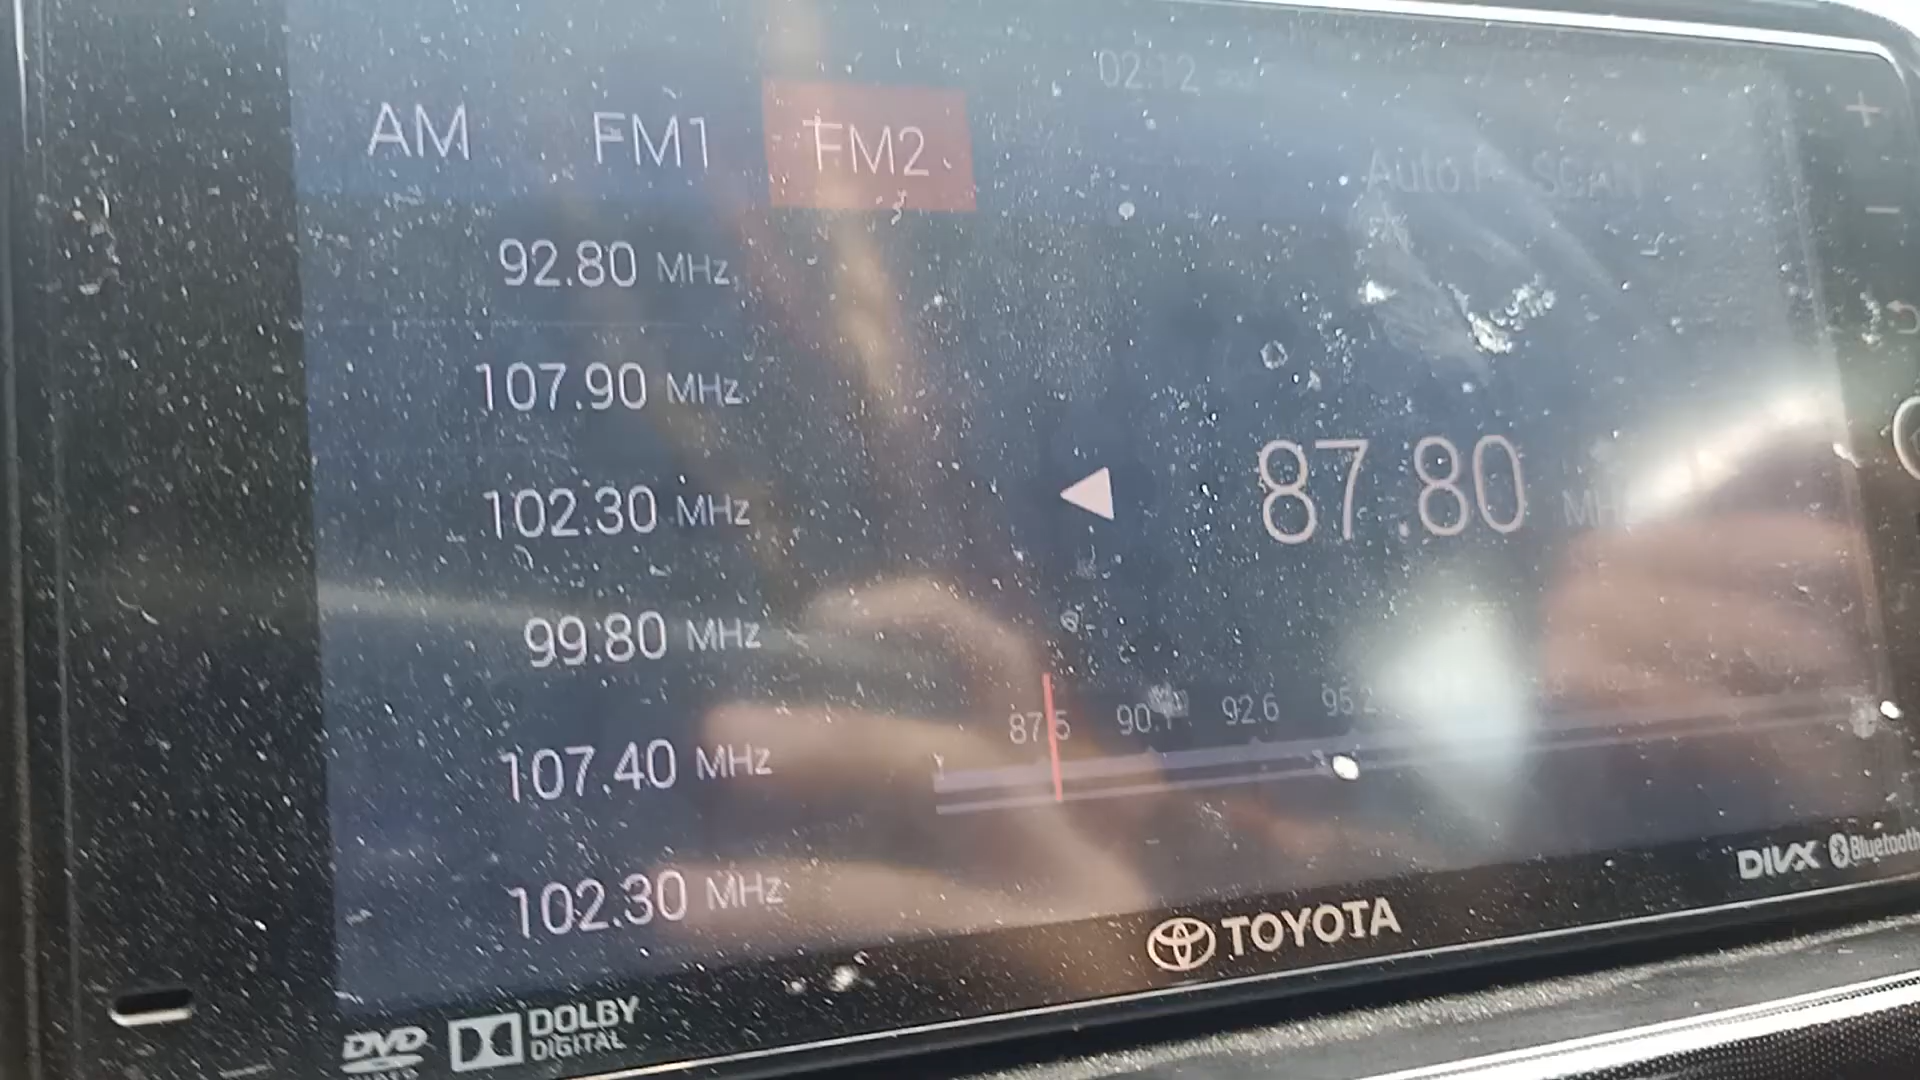 02:12
AM FM1 FM2
Auto.P SCAN
92.80 MHz
107.90 MHz
102.30 MHz
87.80 MHz
99.80 MHz
87.5 90.1 92.6 95.2
107.40 MHz
102.30 MHz
TOYOTA
DIVX Bluetooth
DVD DOLBY DIGITAL